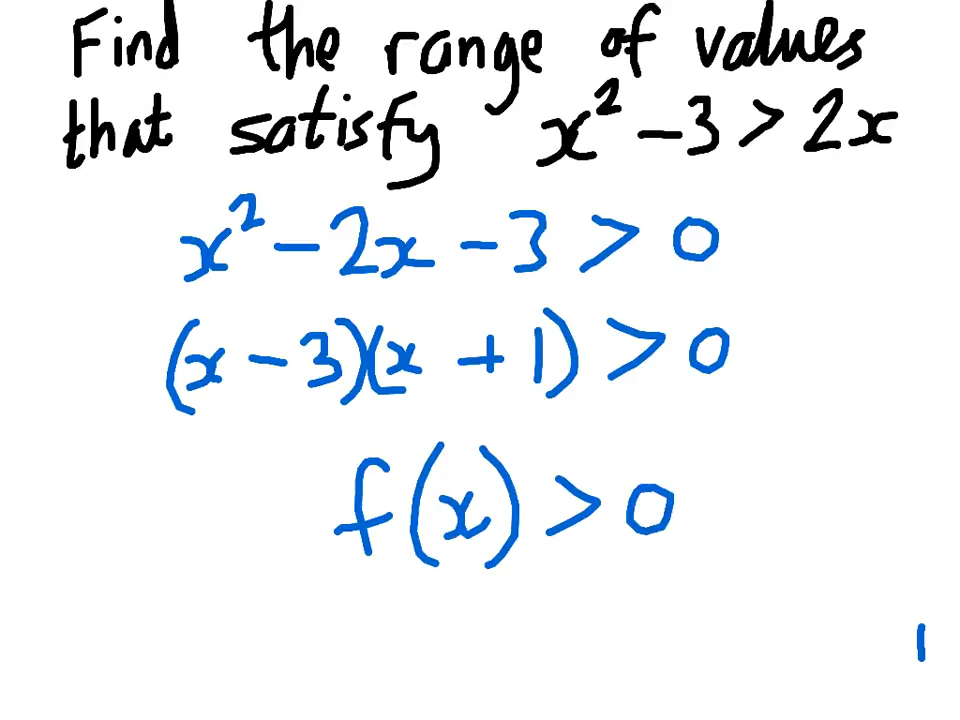 Find the range of values
that satisfy x² - 3 > 2x
x² - 2x - 3 > 0
(x - 3)(x + 1) > 0
f(x) > 0
1